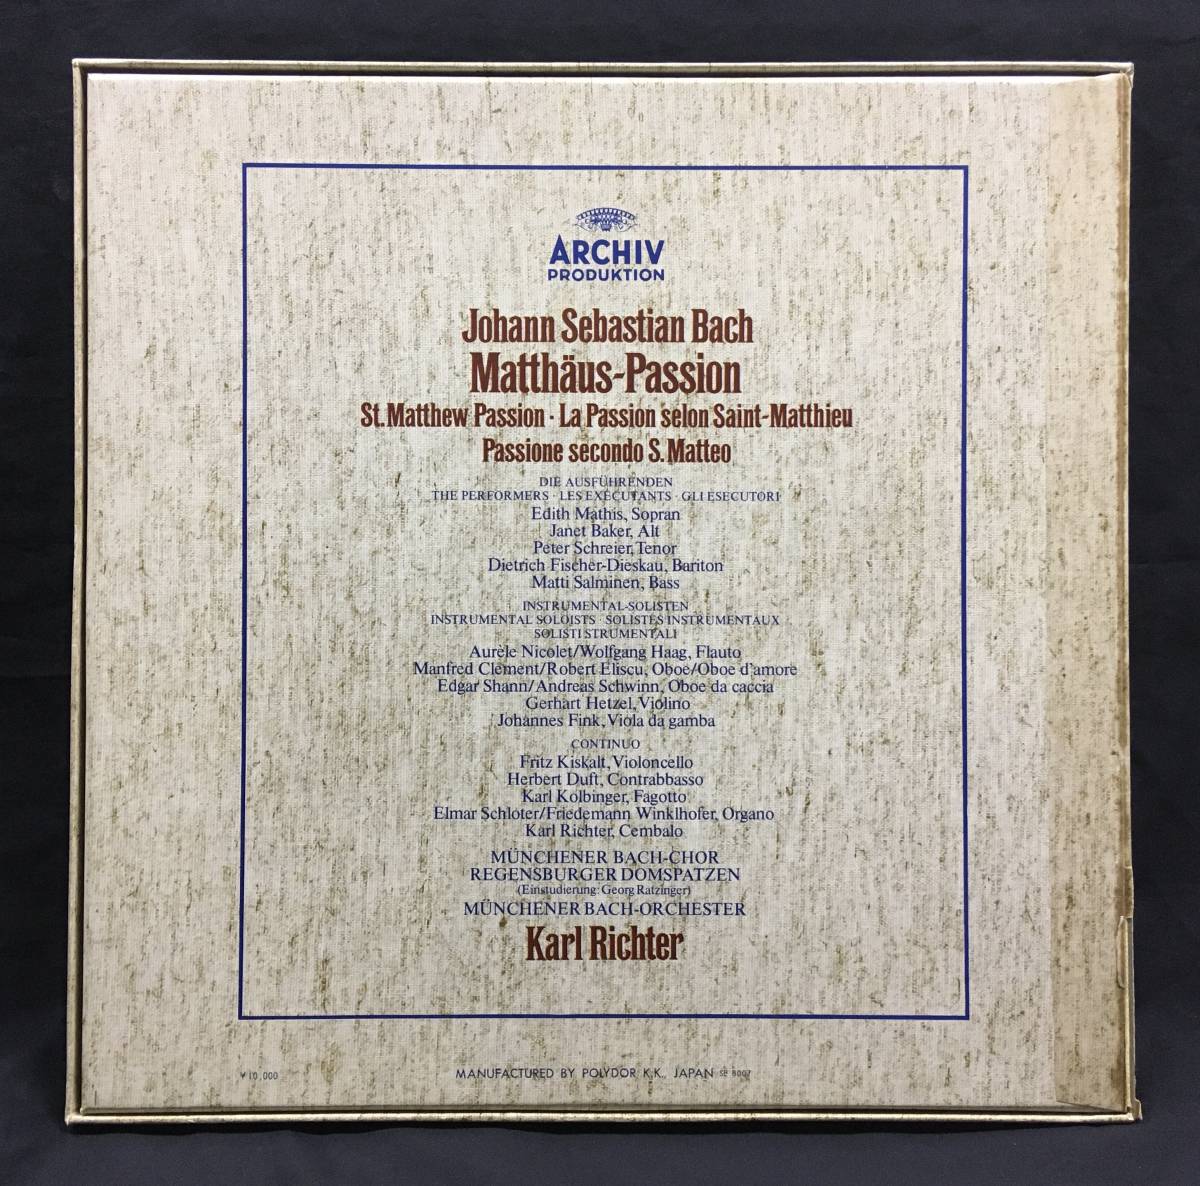 ARCHIV
PRODUKTION
Johann Sebastian Bach
Matthäus-Passion
St. Matthew Passion · La Passion selon Saint-Matthieu
Passione secondo S. Matteo
DIE AUSFÜHRENDEN
THE PERFORMERS · LES EXÉCUTANTS · GLI ESECUTORI
Edith Mathis, Sopran
Janet Baker, Alt
Peter Schreier, Tenor
Dietrich Fischer-Dieskau, Bariton
Matti Salminen, Bass
INSTRUMENTAL-SOLISTEN
INSTRUMENTAL SOLOISTS · SOLISTES INSTRUMENTAUX
SOLISTI STRUMENTALI
Aurèle Nicolet/Wolfgang Haag, Flauto
Manfred Clement/Robert Eliscu, Oboe/Oboe d'amore
Edgar Shann/Andreas Schwinn, Oboe da caccia
Gerhart Hetzel, Violino
Johannes Fink, Viola da gamba
CONTINUO
Fritz Kiskalt, Violoncello
Herbert Duft, Contrabbasso
Karl Kolbinger, Fagotto
Elmar Schloter/Friedemann Winklhofer, Organo
Karl Richter, Cembalo
MÜNCHENER BACH-CHOR
REGENSBURGER DOMSPATZEN
(Einstudierung: Georg Ratzinger)
MÜNCHENER BACH-ORCHESTER
Karl Richter
¥10,000
MANUFACTURED BY POLYDOR K.K., JAPAN SE 8007